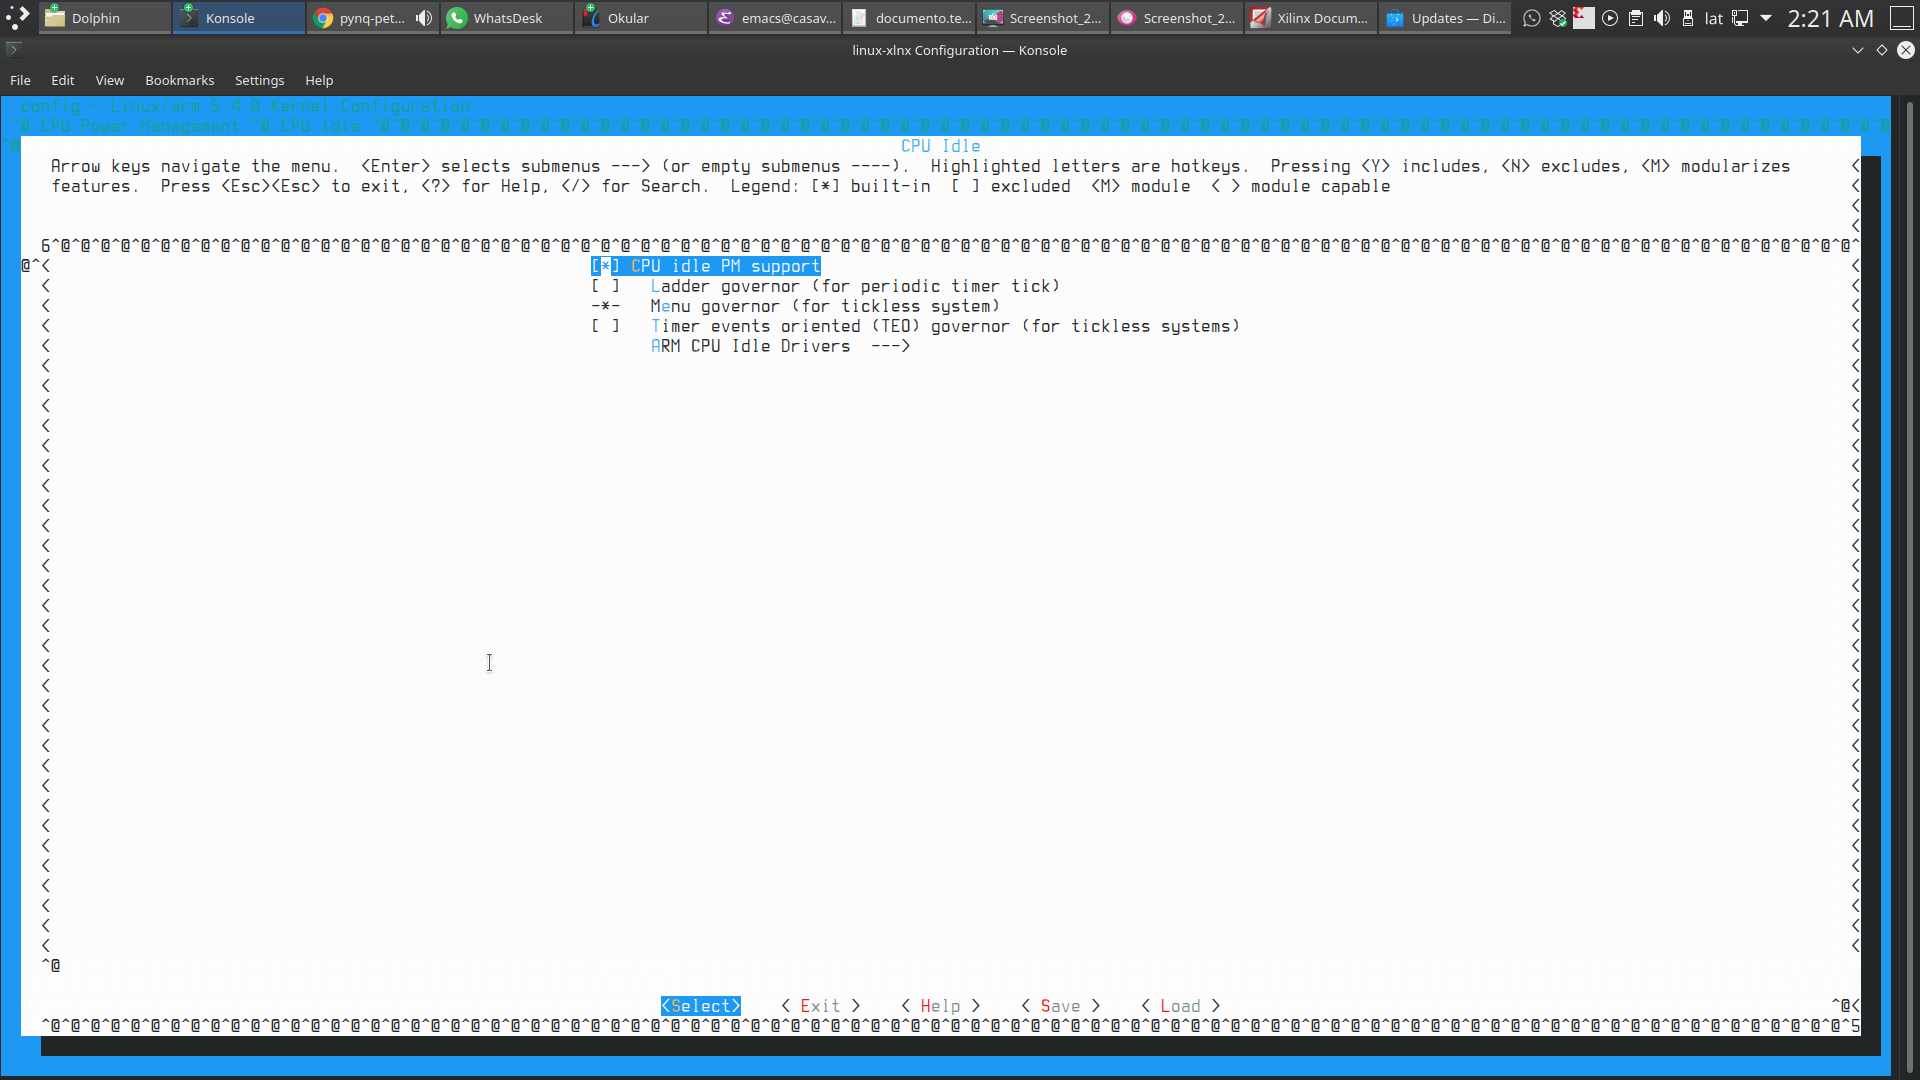 Dolphin Konsole pynq-pet... WhatsDesk Okular emacs@casav... documento.te... Screenshot_2... Screenshot_2... Xilinx Docum... Updates — Di... lat 2:21 AM
linux-xlnx Configuration — Konsole
File Edit View Bookmarks Settings Help
.config - Linux/arm 5.4.0 Kernel Configuration
^@ CPU Power Management ^@ CPU Idle
CPU Idle
Arrow keys navigate the menu. <Enter> selects submenus ---> (or empty submenus ----). Highlighted letters are hotkeys. Pressing <Y> includes, <N> excludes, <M> modularizes
features. Press <Esc><Esc> to exit, <?> for Help, </> for Search. Legend: [*] built-in [ ] excluded <M> module < > module capable
[*] CPU idle PM support
[ ] Ladder governor (for periodic timer tick)
-*- Menu governor (for tickless system)
[ ] Timer events oriented (TEO) governor (for tickless systems)
ARM CPU Idle Drivers --->
<Select> < Exit > < Help > < Save > < Load >